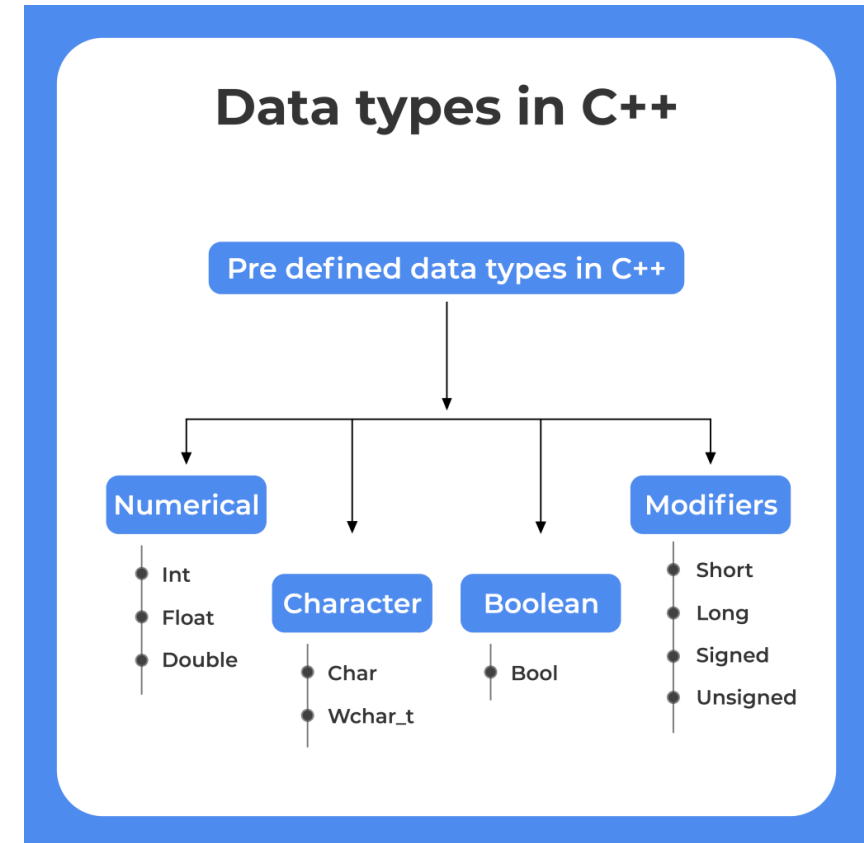 Data types in C++
Pre defined data types in C++
Numerical
Int
Float
Double
Character
Char
Wchar_t
Boolean
Bool
Modifiers
Short
Long
Signed
Unsigned